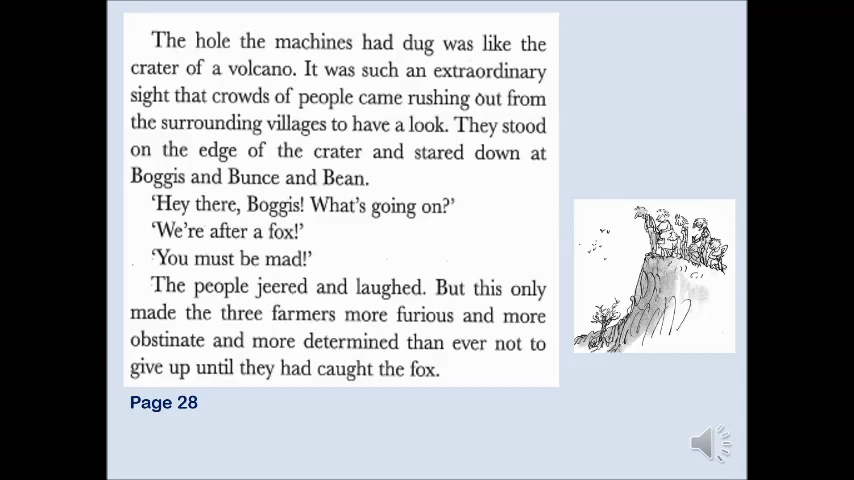 The hole the machines had dug was like the
crater of a volcano. It was such an extraordinary
sight that crowds of people came rushing out from
the surrounding villages to have a look. They stood
on the edge of the crater and stared down at
Boggis and Bunce and Bean.
‘Hey there, Boggis! What’s going on?’
‘We’re after a fox!’
‘You must be mad!’
The people jeered and laughed. But this only
made the three farmers more furious and more
obstinate and more determined than ever not to
give up until they had caught the fox.
Page 28